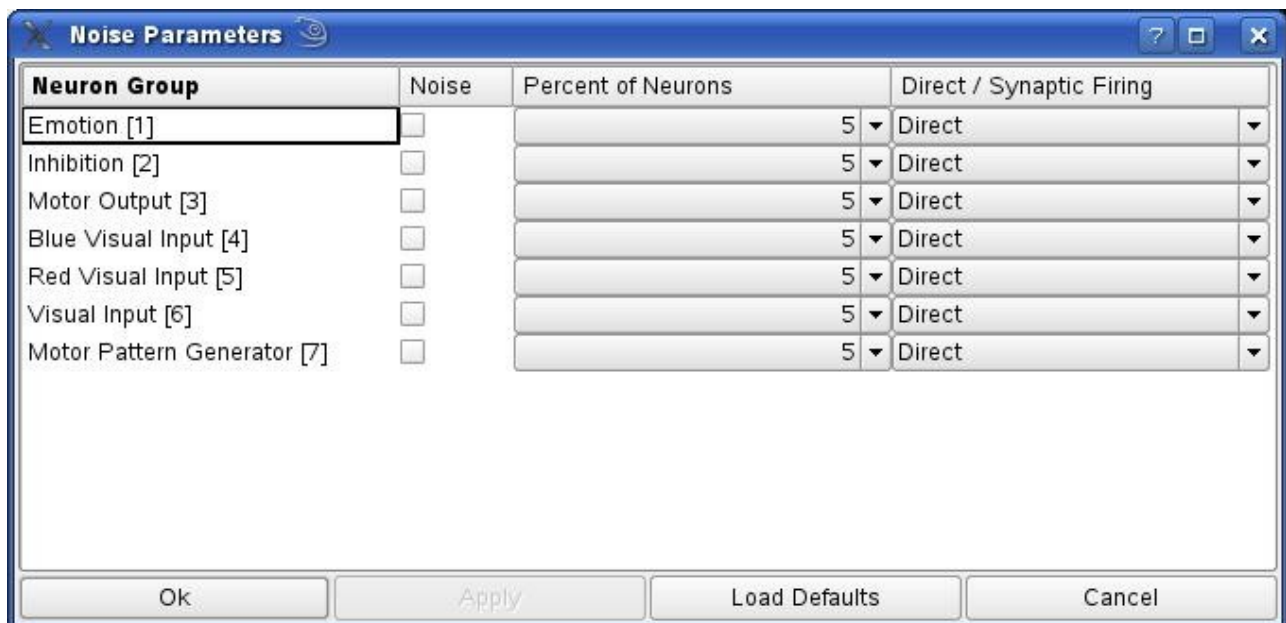 Noise Parameters
Neuron Group Noise Percent of Neurons Direct / Synaptic Firing
Emotion [1] 5 Direct
Inhibition [2] 5 Direct
Motor Output [3] 5 Direct
Blue Visual Input [4] 5 Direct
Red Visual Input [5] 5 Direct
Visual Input [6] 5 Direct
Motor Pattern Generator [7] 5 Direct
Ok Apply Load Defaults Cancel